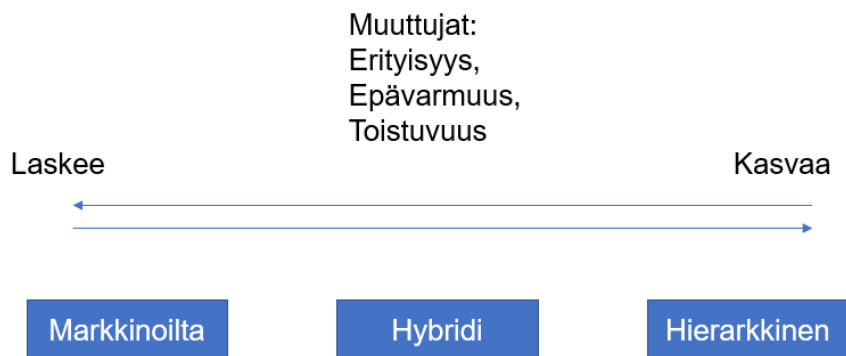 Muuttujat:
Erityisyys,
Epävarmuus,
Toistuvuus
Laskee
Kasvaa
Markkinoilta
Hybridi
Hierarkkinen